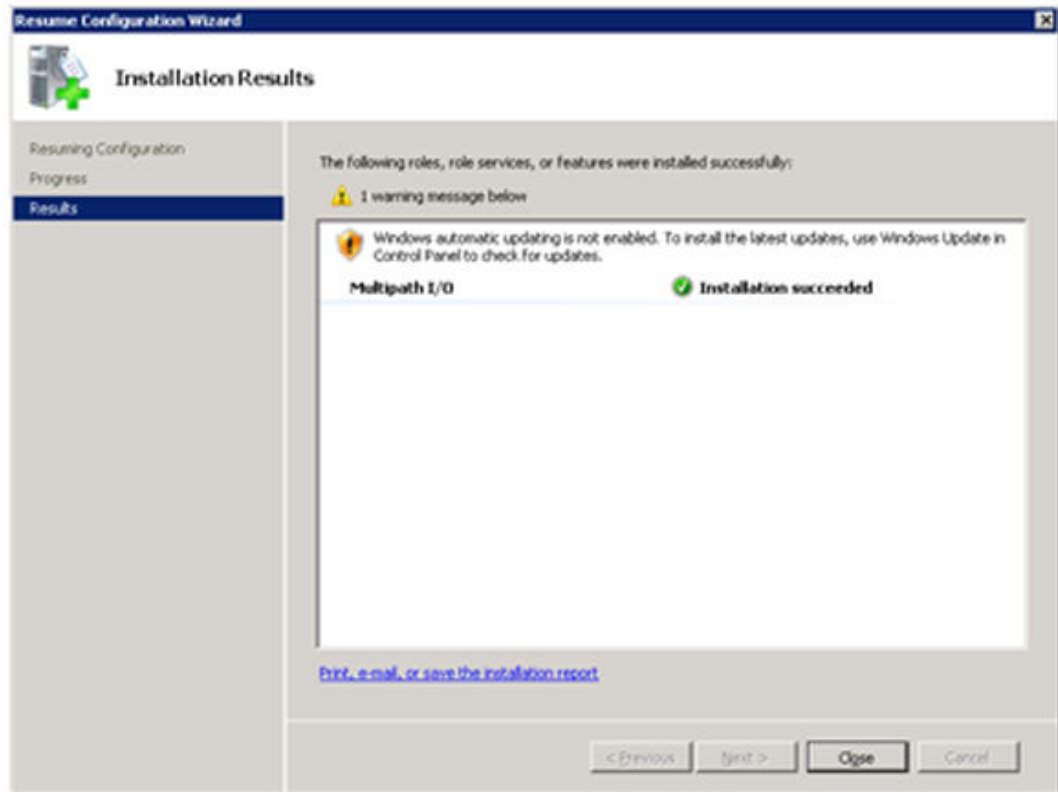 Resume Configuration Wizard
Installation Results
Resuming Configuration
Progress
Results
The following roles, role services, or features were installed successfully:
1 warning message below
Windows automatic updating is not enabled. To install the latest updates, use Windows Update in
Control Panel to check for updates.
Multipath I/O
Installation succeeded
Print, e-mail, or save the installation report
< Previous
Next >
Close
Cancel